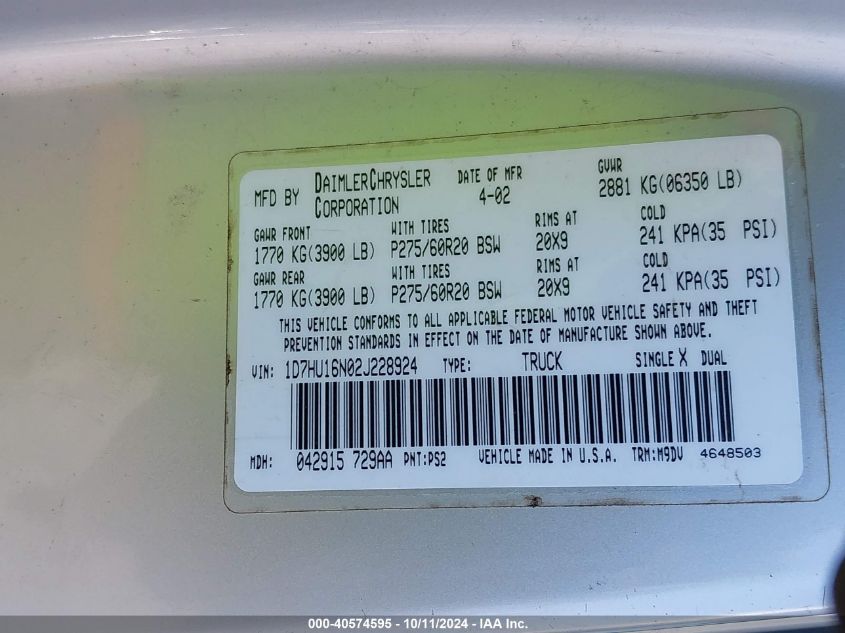 MFD BY DAIMLERCHRYSLER CORPORATION DATE OF MFR 4-02 GVWR 2881 KG(06350 LB)
GAWR FRONT WITH TIRES RIMS AT COLD
1770 KG(3900 LB) P275/60R20 BSW 20X9 241 KPA(35 PSI)
GAWR REAR WITH TIRES RIMS AT COLD
1770 KG(3900 LB) P275/60R20 BSW 20X9 241 KPA(35 PSI)
THIS VEHICLE CONFORMS TO ALL APPLICABLE FEDERAL MOTOR VEHICLE SAFETY AND THEFT
PREVENTION STANDARDS IN EFFECT ON THE DATE OF MANUFACTURE SHOWN ABOVE.
VIN: 1D7HU16N02J228924 TYPE: TRUCK SINGLE X DUAL
MDH: 042915 729AA PNT:PS2 VEHICLE MADE IN U.S.A. TRM:M9DV 4648503
000-40574595 - 10/11/2024 - IAA Inc.